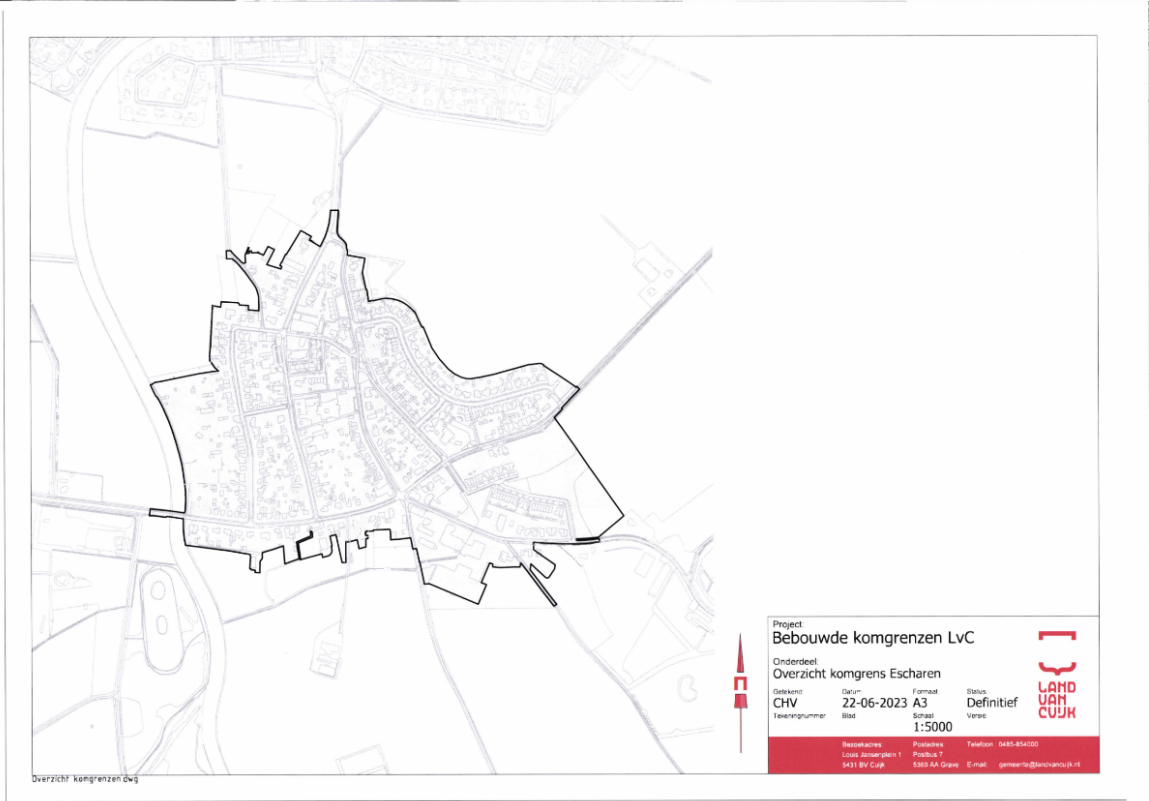 Project:
Bebouwde komgrenzen LvC
Onderdeel:
Overzicht komgrens Escharen
Getekend: Datum: Formaat: Status:
CHV 22-06-2023 A3 Definitief
Tekeningnummer Blad Schaal Versie:
1:5000
LAND
VAN
CUIJK
Bezoekadres: Postadres: Telefoon: 0485-854000
Louis Jansenplein 1 Postbus 7
5431 BV Cuijk 5360 AA Grave E-mail: gemeente@landvancuijk.nl
Overzicht komgrenzen.dwg